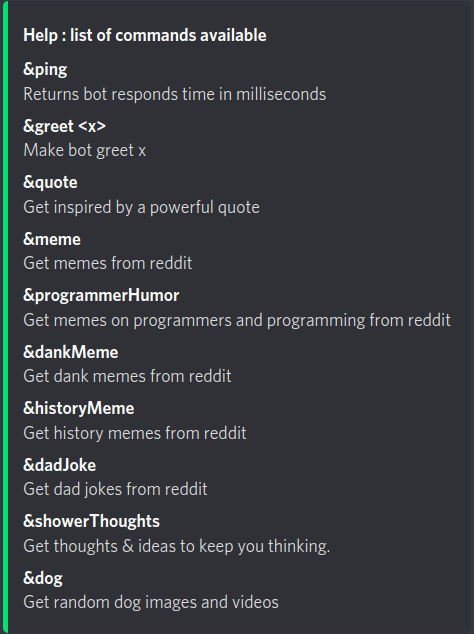 Help : list of commands available
&ping
Returns bot responds time in milliseconds
&greet <x>
Make bot greet x
&quote
Get inspired by a powerful quote
&meme
Get memes from reddit
&programmerHumor
Get memes on programmers and programming from reddit
&dankMeme
Get dank memes from reddit
&historyMeme
Get history memes from reddit
&dadJoke
Get dad jokes from reddit
&showerThoughts
Get thoughts & ideas to keep you thinking.
&dog
Get random dog images and videos